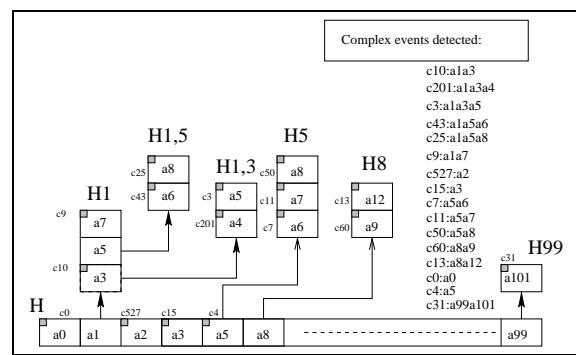 Complex events detected:
c10:a1a3
c201:a1a3a4
c3:a1a3a5
c43:a1a5a6
c25:a1a5a8
c9:a1a7
c527:a2
c15:a3
c7:a5a6
c11:a5a7
c50:a5a8
c60:a8a9
c13:a8a12
c0:a0
c4:a5
c31:a99a101
H1,5
c25 a8
c43 a6
H5
c50 a8
c11 a7
c7 a6
H1,3
c3 a5
c201 a4
H8
c13 a12
c60 a9
H1
c9 a7
a5
c10 a3
H99
c31
a101
H c0 c527 c15 c4
a0 a1 a2 a3 a5 a8 a99